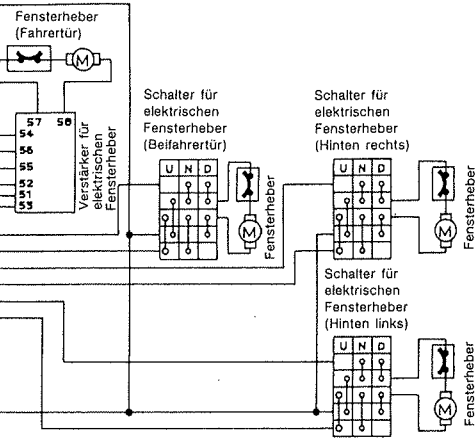 Fensterheber
(Fahrertür)
M
57 58
54
56
55
52
51
53
Verstärker für
elektrischen
Fensterheber
Schalter für
elektrischen
Fensterheber
(Beifahrertür)
U N D
M
Fensterheber
Schalter für
elektrischen
Fensterheber
(Hinten rechts)
U N D
M
Fensterheber
Schalter für
elektrischen
Fensterheber
(Hinten links)
U N D
M
Fensterheber